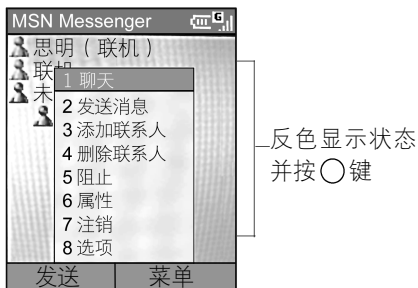 MSN Messenger
G
思明（联机）
联机
未
1 聊天
2 发送消息
3 添加联系人
4 删除联系人
5 阻止
6 属性
7 注销
8 选项
发送 菜单
反色显示状态
并按○键